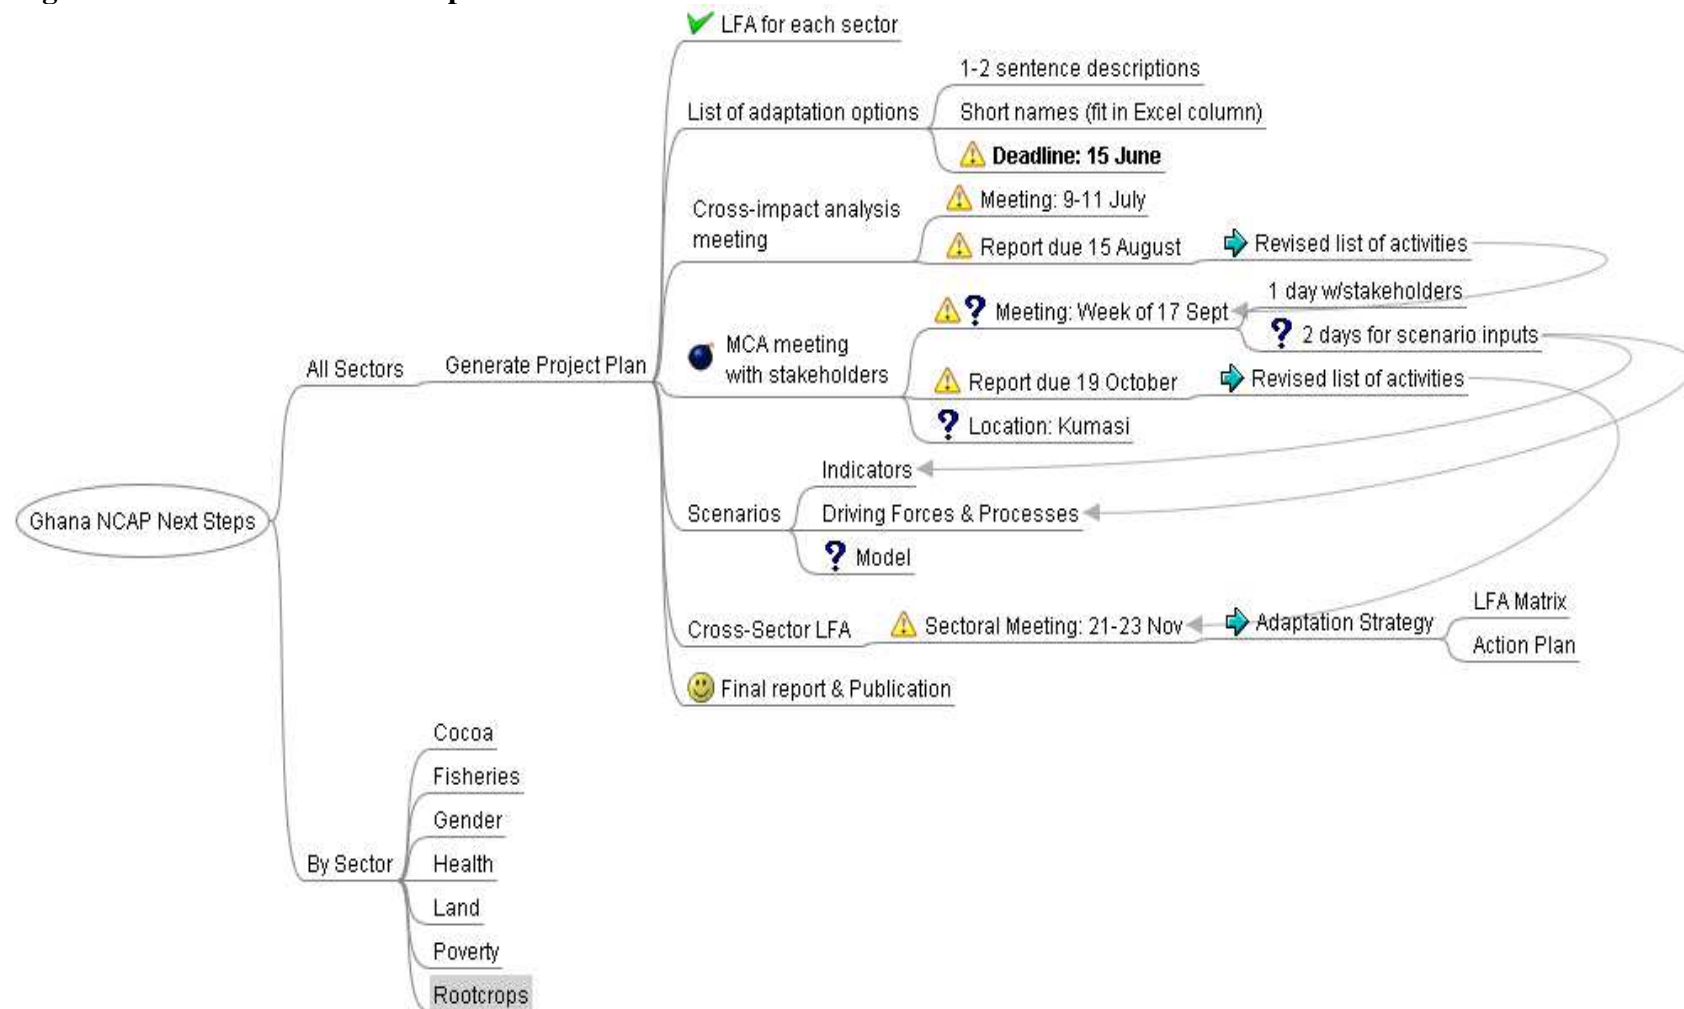 LFA for each sector
1-2 sentence descriptions
List of adaptation options
Short names (fit in Excel column)
Deadline: 15 June
Cross-impact analysis
meeting
Meeting: 9-11 July
Report due 15 August
Revised list of activities
MCA meeting
with stakeholders
? Meeting: Week of 17 Sept
1 day w/stakeholders
? 2 days for scenario inputs
Report due 19 October
Revised list of activities
? Location: Kumasi
All Sectors
Generate Project Plan
Ghana NCAP Next Steps
Scenarios
Indicators
Driving Forces & Processes
? Model
Cross-Sector LFA
Sectoral Meeting: 21-23 Nov
Adaptation Strategy
LFA Matrix
Action Plan
Final report & Publication
By Sector
Cocoa
Fisheries
Gender
Health
Land
Poverty
Rootcrops